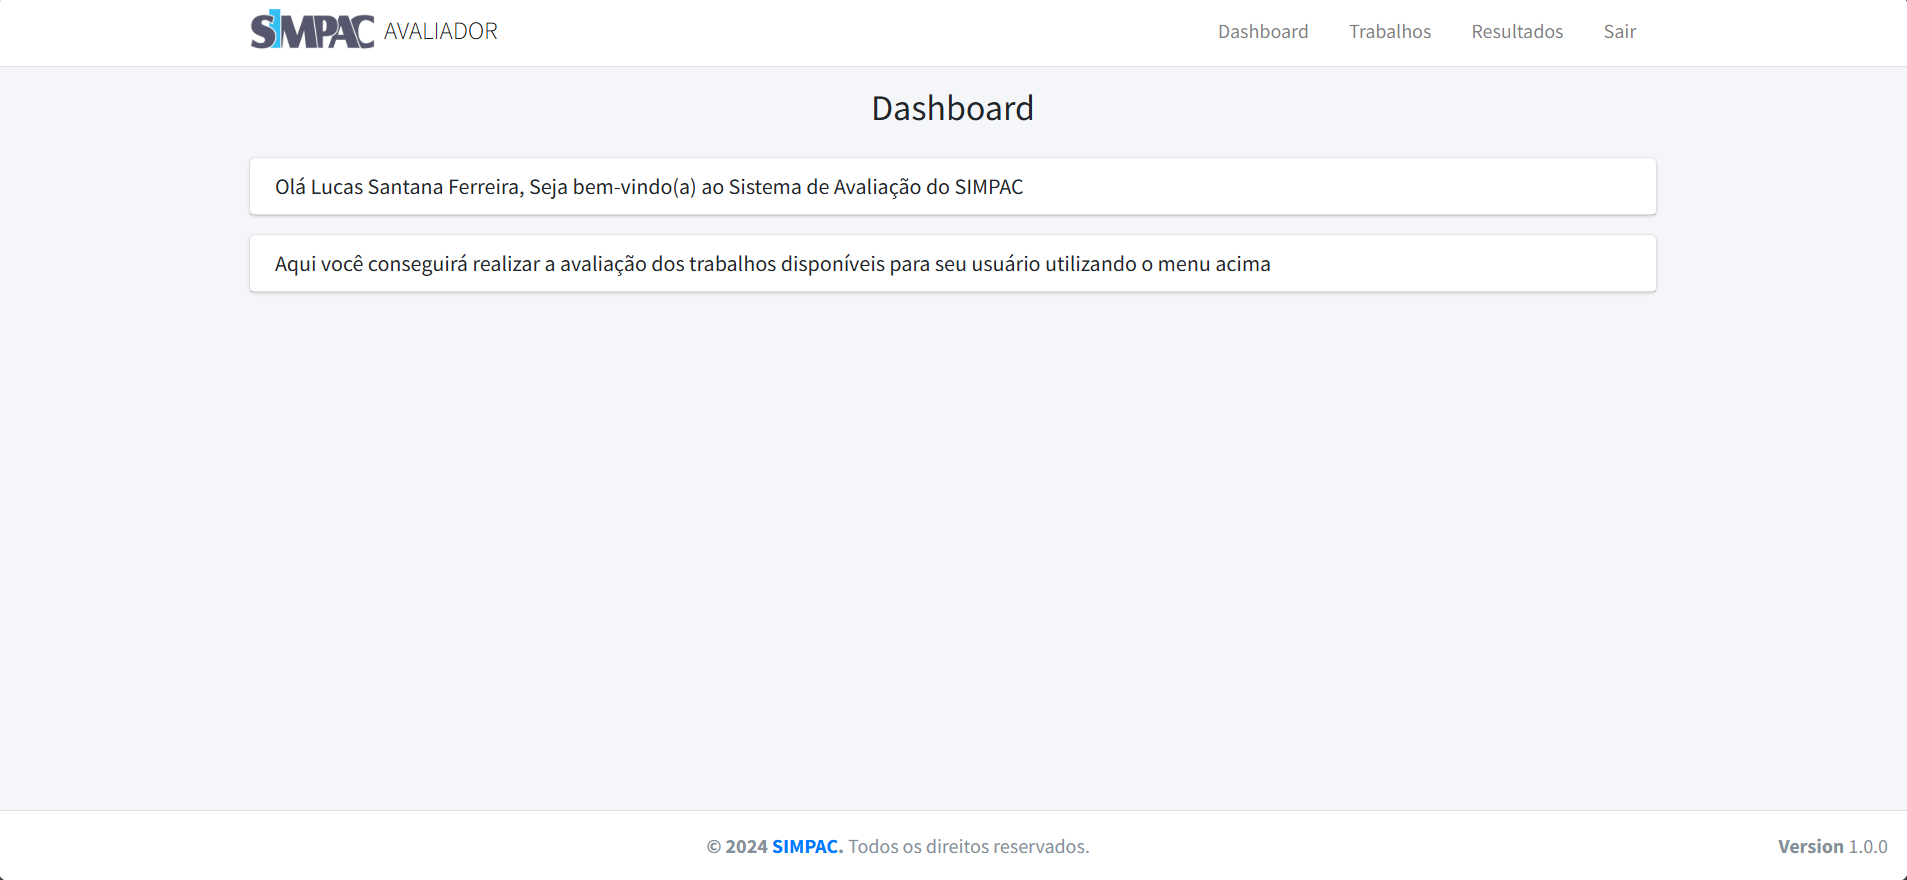 SIMPAC AVALIADOR
Dashboard Trabalhos Resultados Sair
Dashboard
Olá Lucas Santana Ferreira, Seja bem-vindo(a) ao Sistema de Avaliação do SIMPAC
Aqui você conseguirá realizar a avaliação dos trabalhos disponíveis para seu usuário utilizando o menu acima
© 2024 SIMPAC. Todos os direitos reservados.
Version 1.0.0